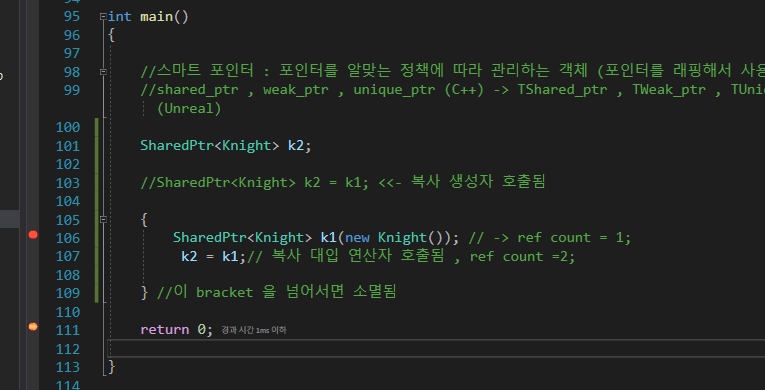 95 int main()
96 {
97
98 //스마트 포인터 : 포인터를 알맞는 정책에 따라 관리하는 객체 (포인터를 래핑해서
99 //shared_ptr , weak_ptr , unique_ptr (C++) -> TShared_ptr , TWeak_ptr ,
(Unreal)
100
101 SharedPtr<Knight> k2;
102
103 //SharedPtr<Knight> k2 = k1; <<- 복사 생성자 호출됨
104
105 {
106 SharedPtr<Knight> k1(new Knight()); // -> ref count = 1;
107 k2 = k1;// 복사 대입 연산자 호출됨 , ref count =2;
108
109 } //이 bracket 을 넘어서면 소멸됨
110
111 return 0; 경과 시간 1ms 이하
112
113 }
114